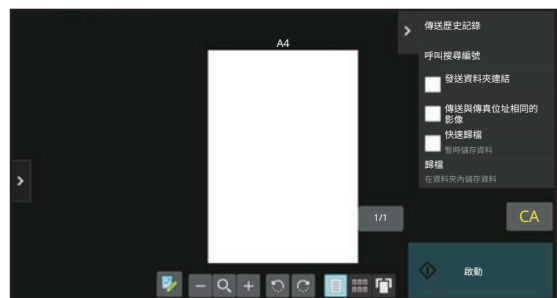 A4
傳送歷史記錄
呼叫搜尋編號
發送資料夾連結
傳送與傳真位址相同的
影像
快速歸檔
暫時儲存資料
歸檔
在資料夾內儲存資料
1/1
CA
啟動